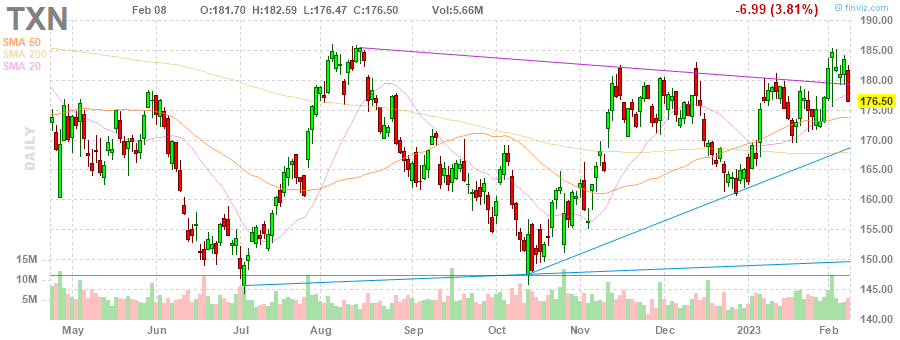 TXN
Feb 08
O:181.70 H:182.59 L:176.47 C:176.50 Vol:5.66M
-6.99 (3.81%)
finviz.com
SMA 50
SMA 200
SMA 20
DAILY
190.00
185.00
180.00
176.50
175.00
170.00
165.00
160.00
155.00
150.00
145.00
140.00
15M
10M
5M
May Jun Jul Aug Sep Oct Nov Dec 2023 Feb